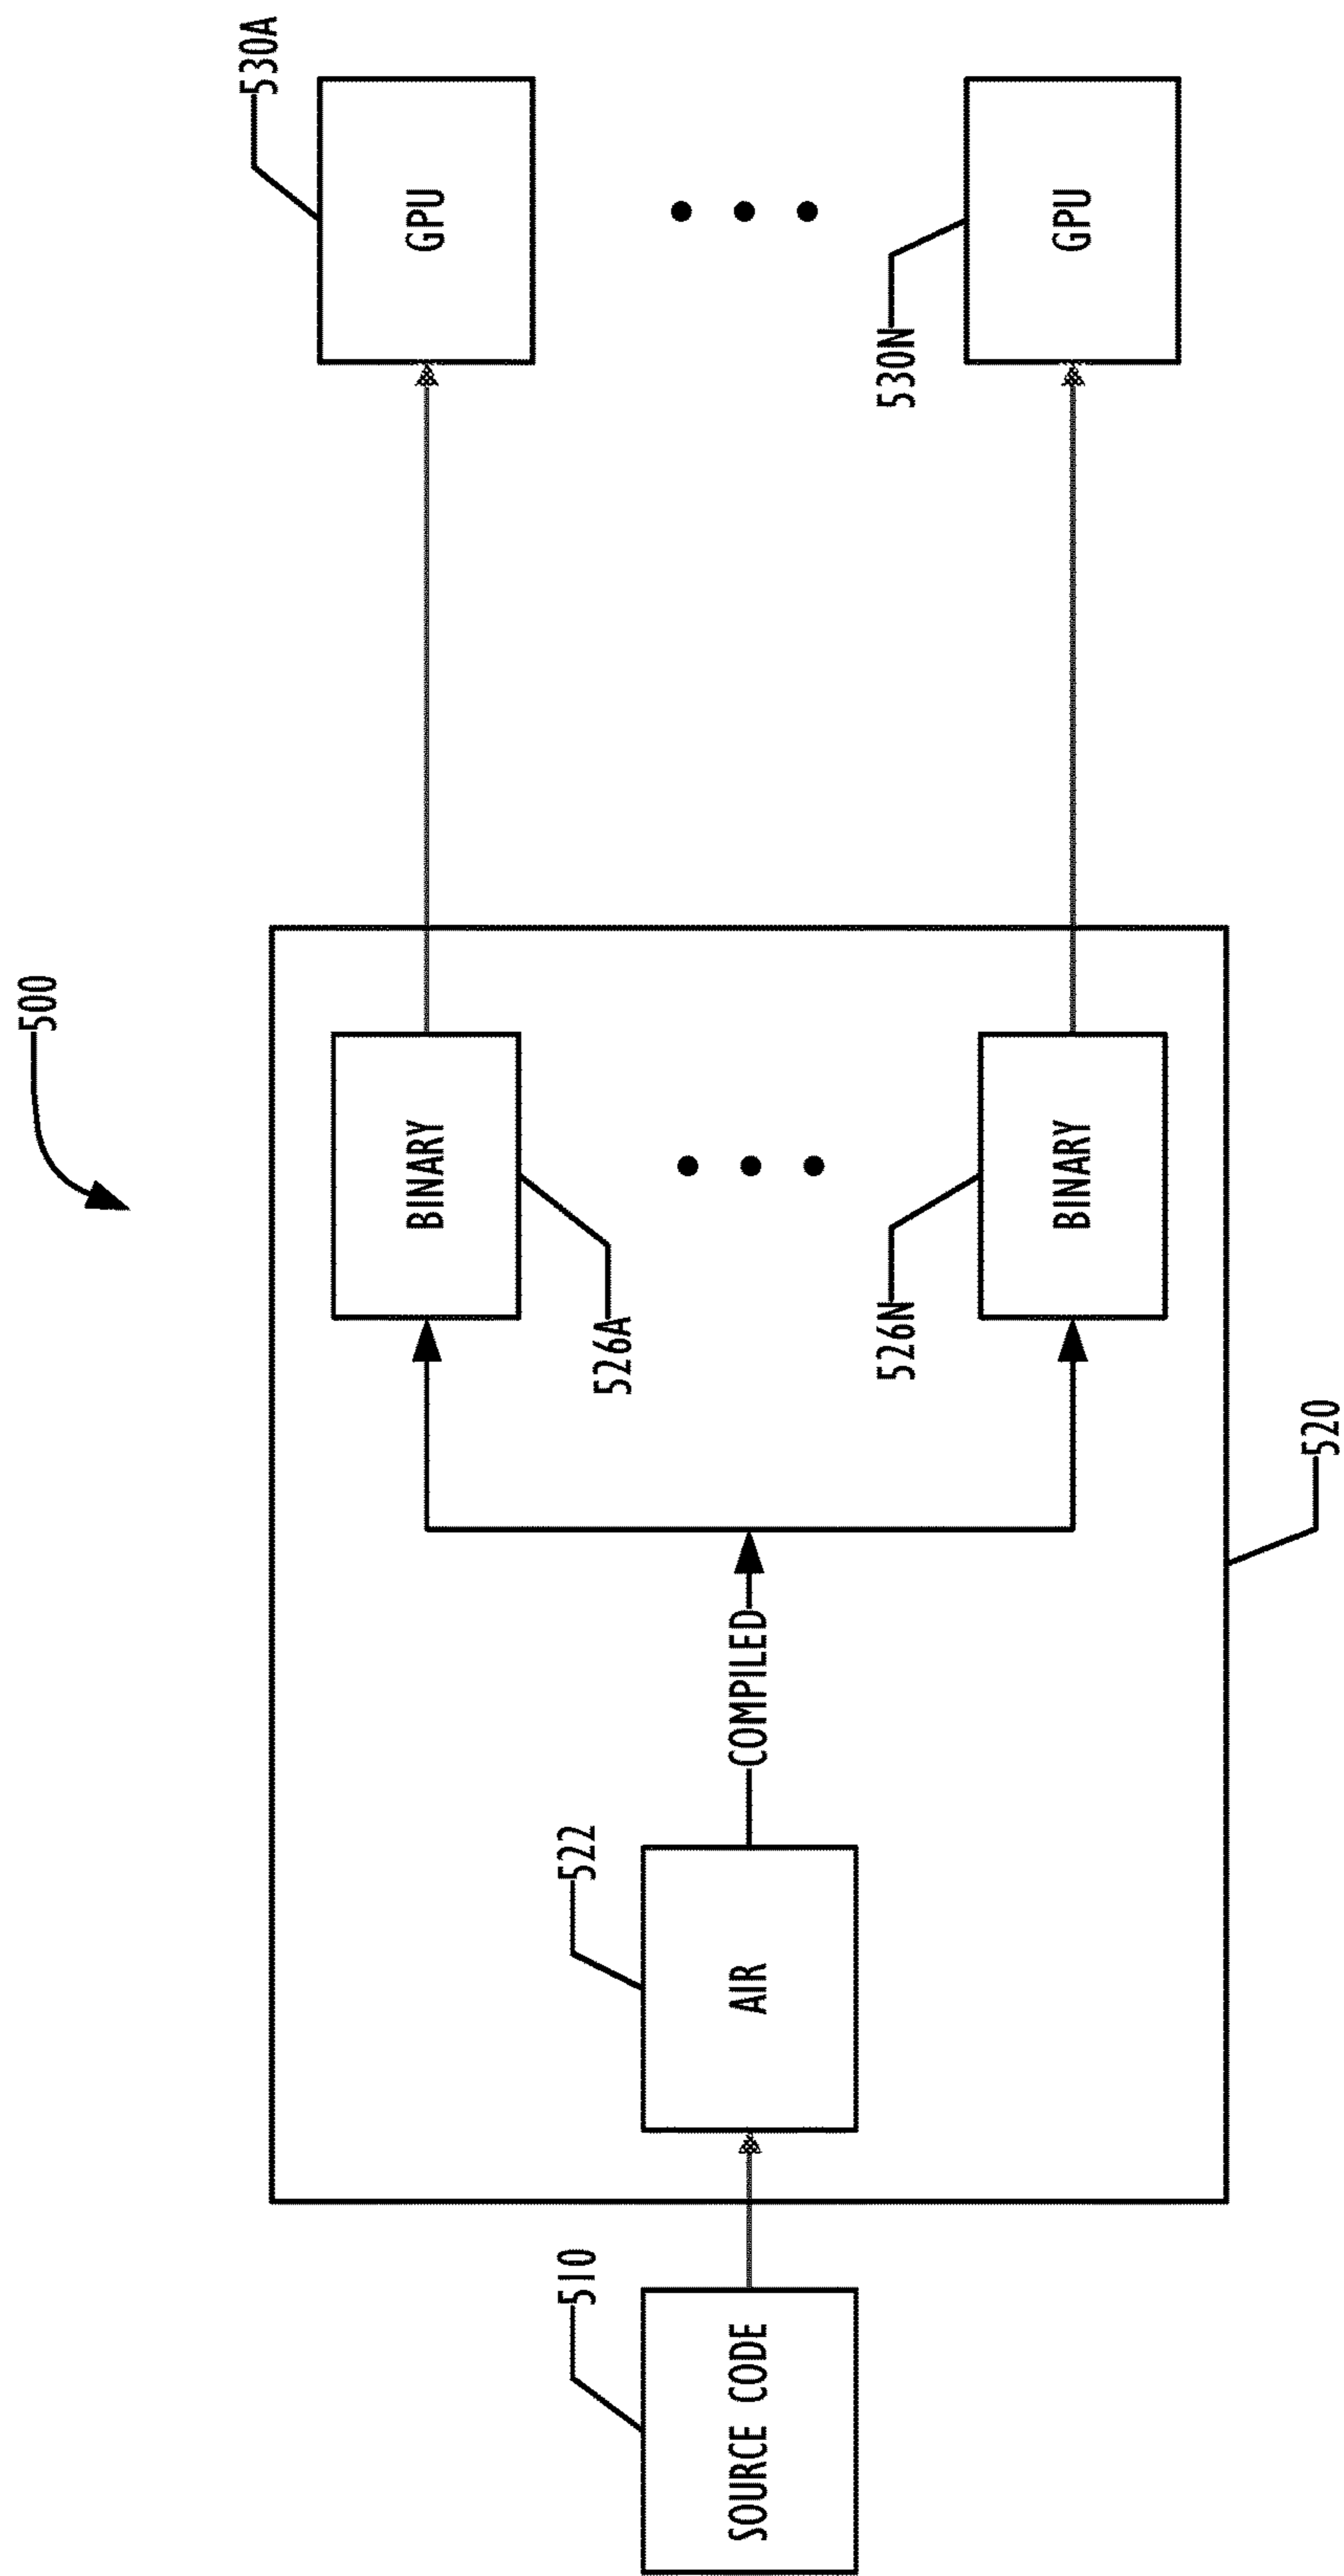 500
510
SOURCE CODE
522
AIR
COMPILED
526A
BINARY
526N
BINARY
520
530A
GPU
530N
GPU